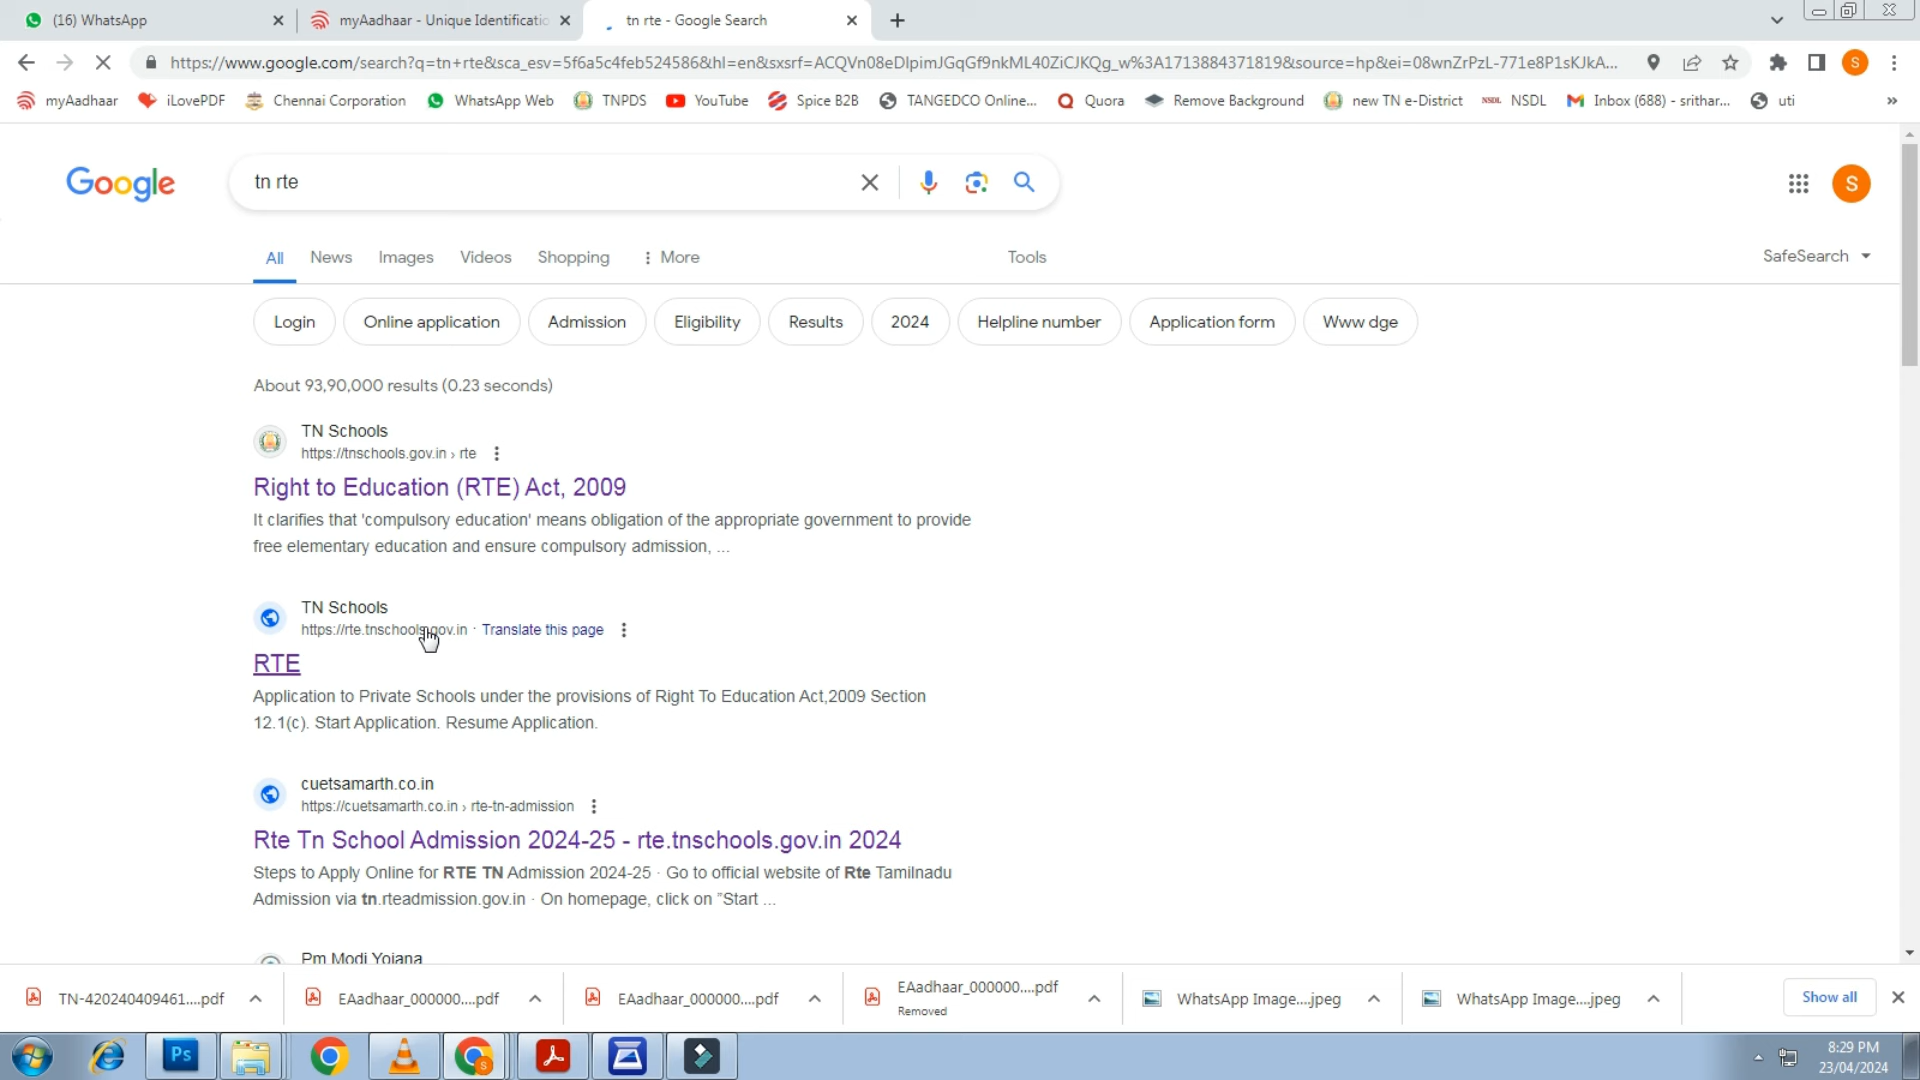 (16) WhatsApp
myAadhaar - Unique Identificatio
tn rte - Google Search
https://www.google.com/search?q=tn+rte&sca_esv=5f6a5c4feb524586&hl=en&sxsrf=ACQVn08eDIpimJGqGf9nkML40ZiCJKQg_w%3A1713884371819&source=hp&ei=08wnZrPzL-771e8P1sKJkA...
S
myAadhaar
iLovePDF
Chennai Corporation
WhatsApp Web
TNPDS
YouTube
Spice B2B
TANGEDCO Online...
Quora
Remove Background
new TN e-District
NSDL NSDL
Inbox (688) - srithar...
uti
»
Google
tn rte
S
All
News
Images
Videos
Shopping
More
Tools
SafeSearch
Login
Online application
Admission
Eligibility
Results
2024
Helpline number
Application form
Www dge
About 93,90,000 results (0.23 seconds)
TN Schools
https://tnschools.gov.in › rte
Right to Education (RTE) Act, 2009
It clarifies that 'compulsory education' means obligation of the appropriate government to provide
free elementary education and ensure compulsory admission, ...
TN Schools
https://rte.tnschools.gov.in · Translate this page
RTE
Application to Private Schools under the provisions of Right To Education Act,2009 Section
12.1(c). Start Application. Resume Application.
cuetsamarth.co.in
https://cuetsamarth.co.in › rte-tn-admission
Rte Tn School Admission 2024-25 - rte.tnschools.gov.in 2024
Steps to Apply Online for RTE TN Admission 2024-25 · Go to official website of Rte Tamilnadu
Admission via tn.rteadmission.gov.in · On homepage, click on "Start ...
Pm Modi Yojana
TN-420240409461....pdf
EAadhaar_000000....pdf
EAadhaar_000000....pdf
EAadhaar_000000....pdf
Removed
WhatsApp Image....jpeg
WhatsApp Image....jpeg
Show all
Ps
S
8:29 PM
23/04/2024